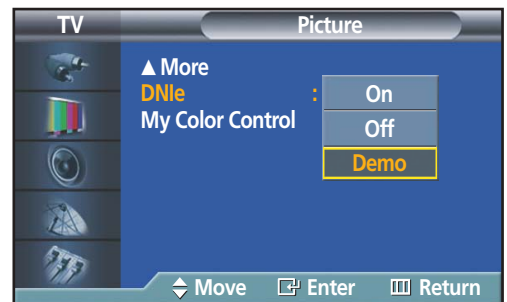 TV Picture
▲ More
DNIe : On
My Color Control Off
Demo
Move Enter Return